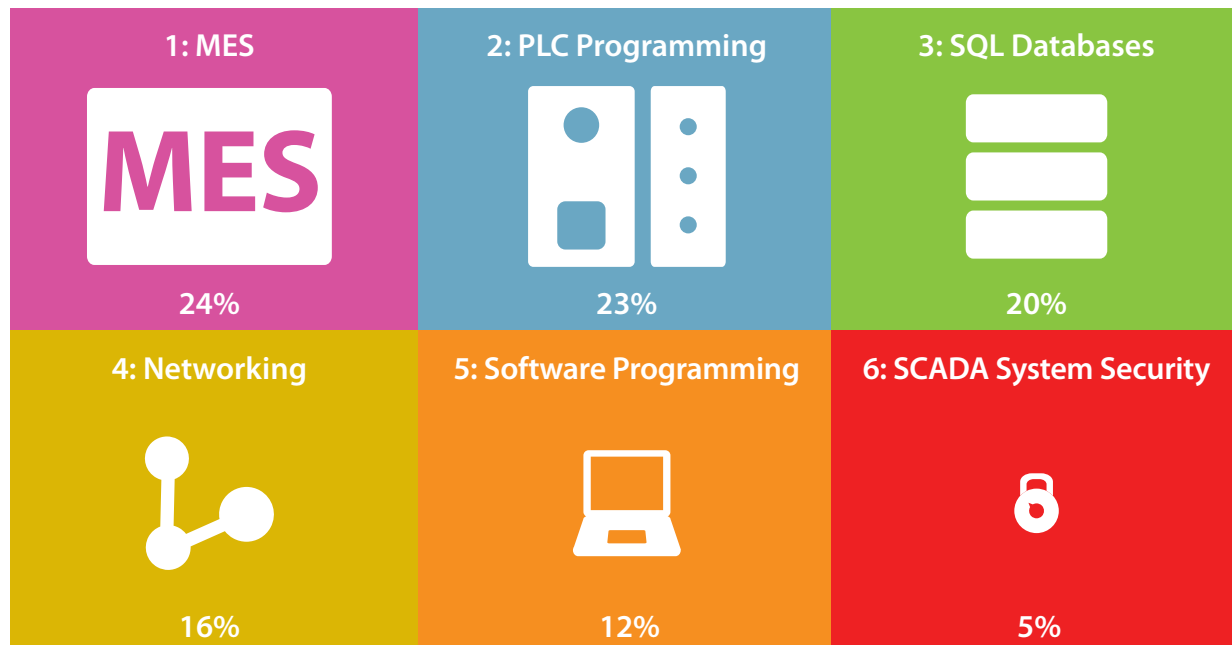 1: MES
2: PLC Programming
3: SQL Databases
MES
24%
23%
20%
4: Networking
5: Software Programming
6: SCADA System Security
16%
12%
5%